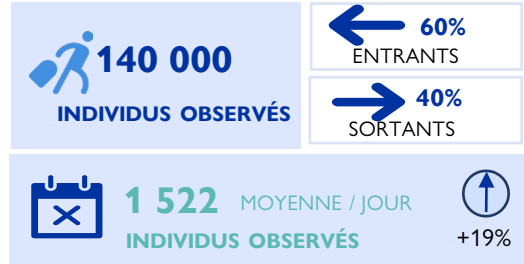 140 000
INDIVIDUS OBSERVÉS
60%
ENTRANTS
40%
SORTANTS
1 522 MOYENNE / JOUR
INDIVIDUS OBSERVÉS
+19%